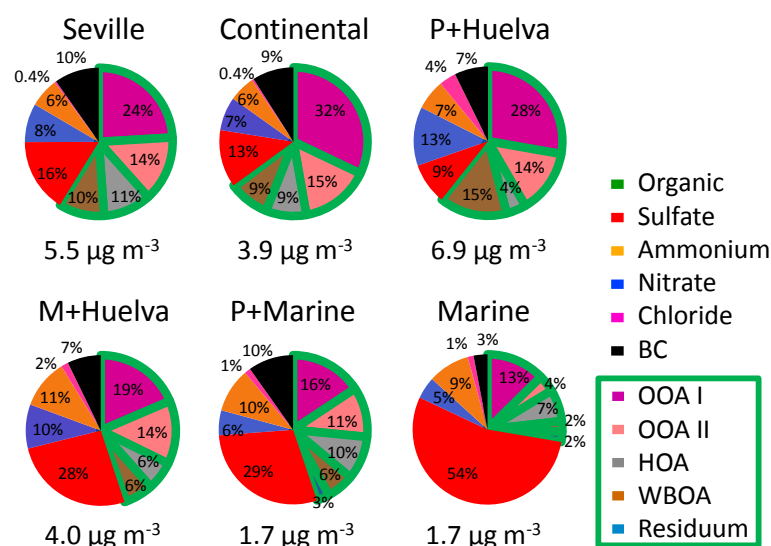 Seville
10%
0.4%
6%
8%
16%
10%
11%
14%
24%
5.5 µg m-3
Continental
9%
0.4%
6%
7%
13%
9%
9%
15%
32%
3.9 µg m-3
P+Huelva
7%
4%
7%
13%
9%
15%
4%
14%
28%
6.9 µg m-3
M+Huelva
7%
2%
11%
10%
28%
6%
6%
14%
19%
4.0 µg m-3
P+Marine
10%
1%
10%
6%
29%
3%
6%
10%
11%
16%
1.7 µg m-3
Marine
3%
1%
9%
5%
54%
2%
2%
7%
4%
13%
1.7 µg m-3
Organic
Sulfate
Ammonium
Nitrate
Chloride
BC
OOA I
OOA II
HOA
WBOA
Residuum